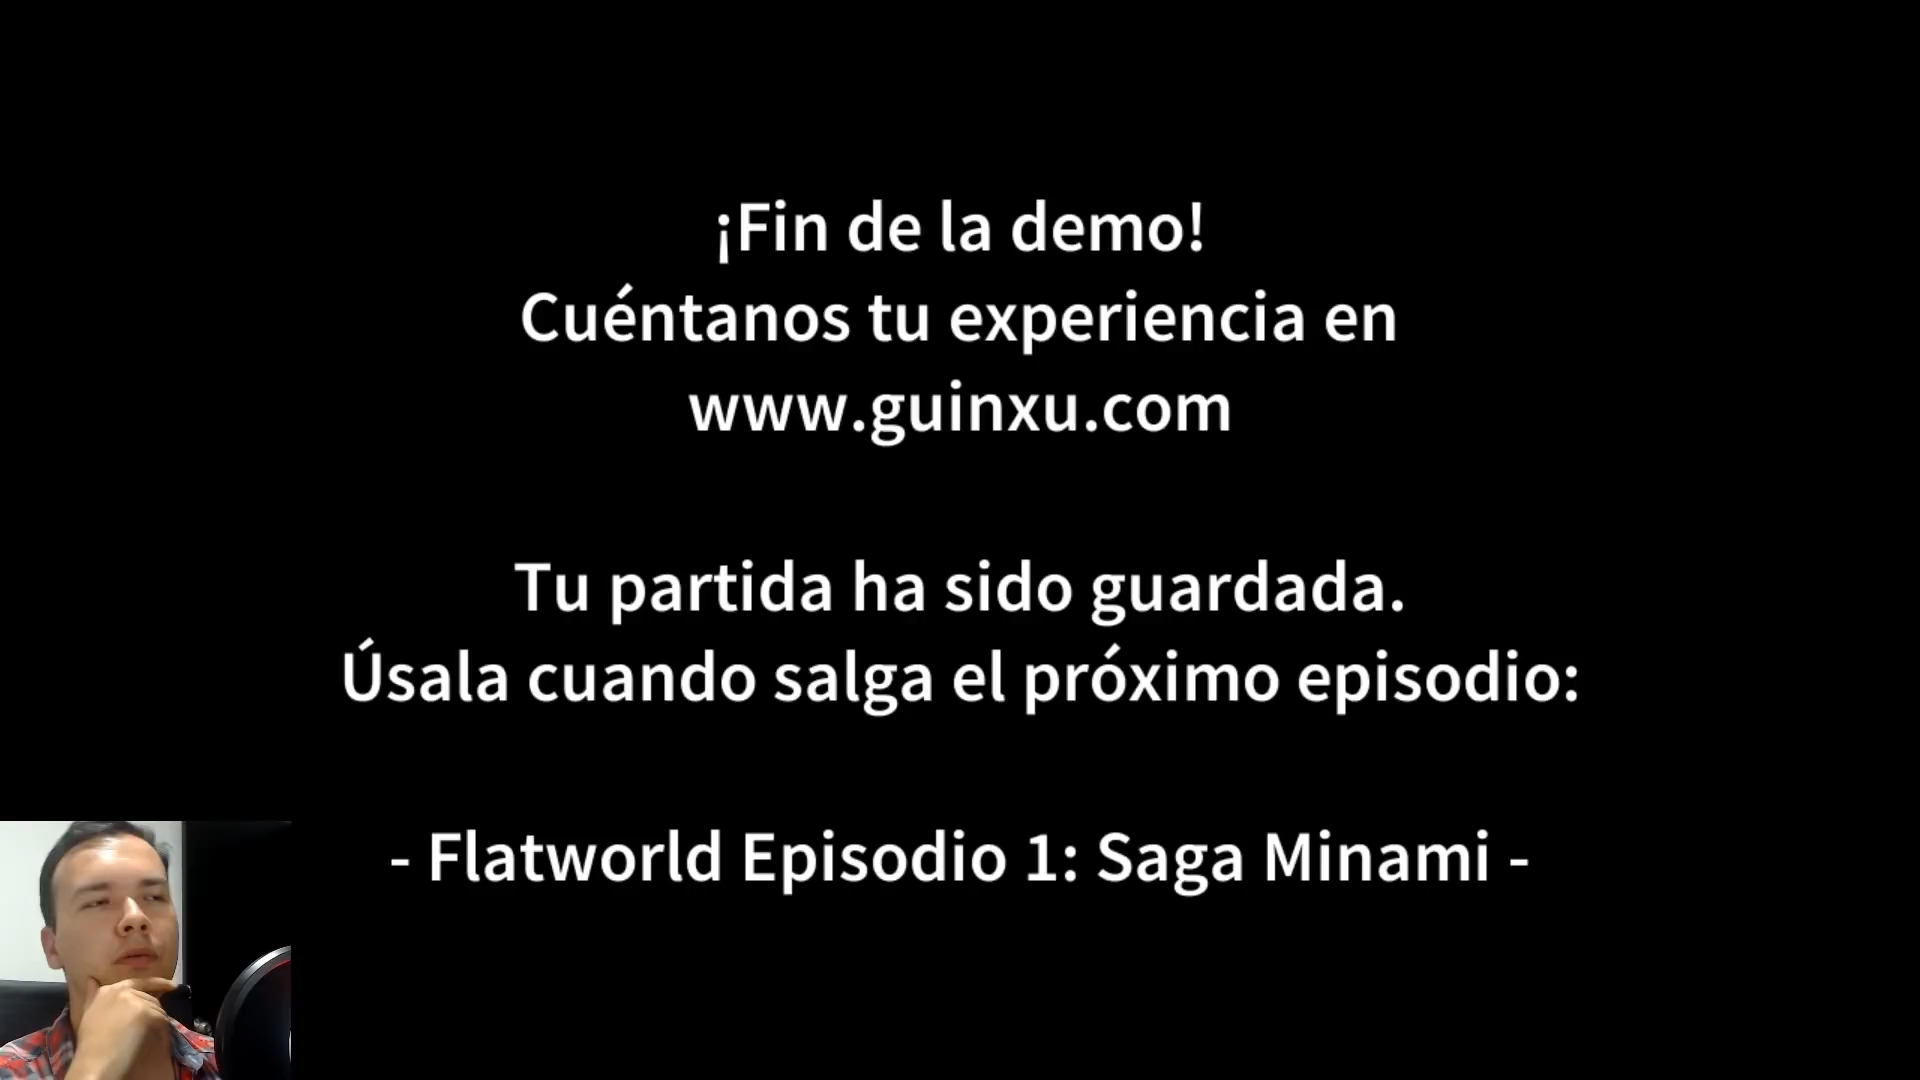 ¡Fin de la demo!
Cuéntanos tu experiencia en
www.guinxu.com
Tu partida ha sido guardada.
Úsala cuando salga el próximo episodio:
- Flatworld Episodio 1: Saga Minami -